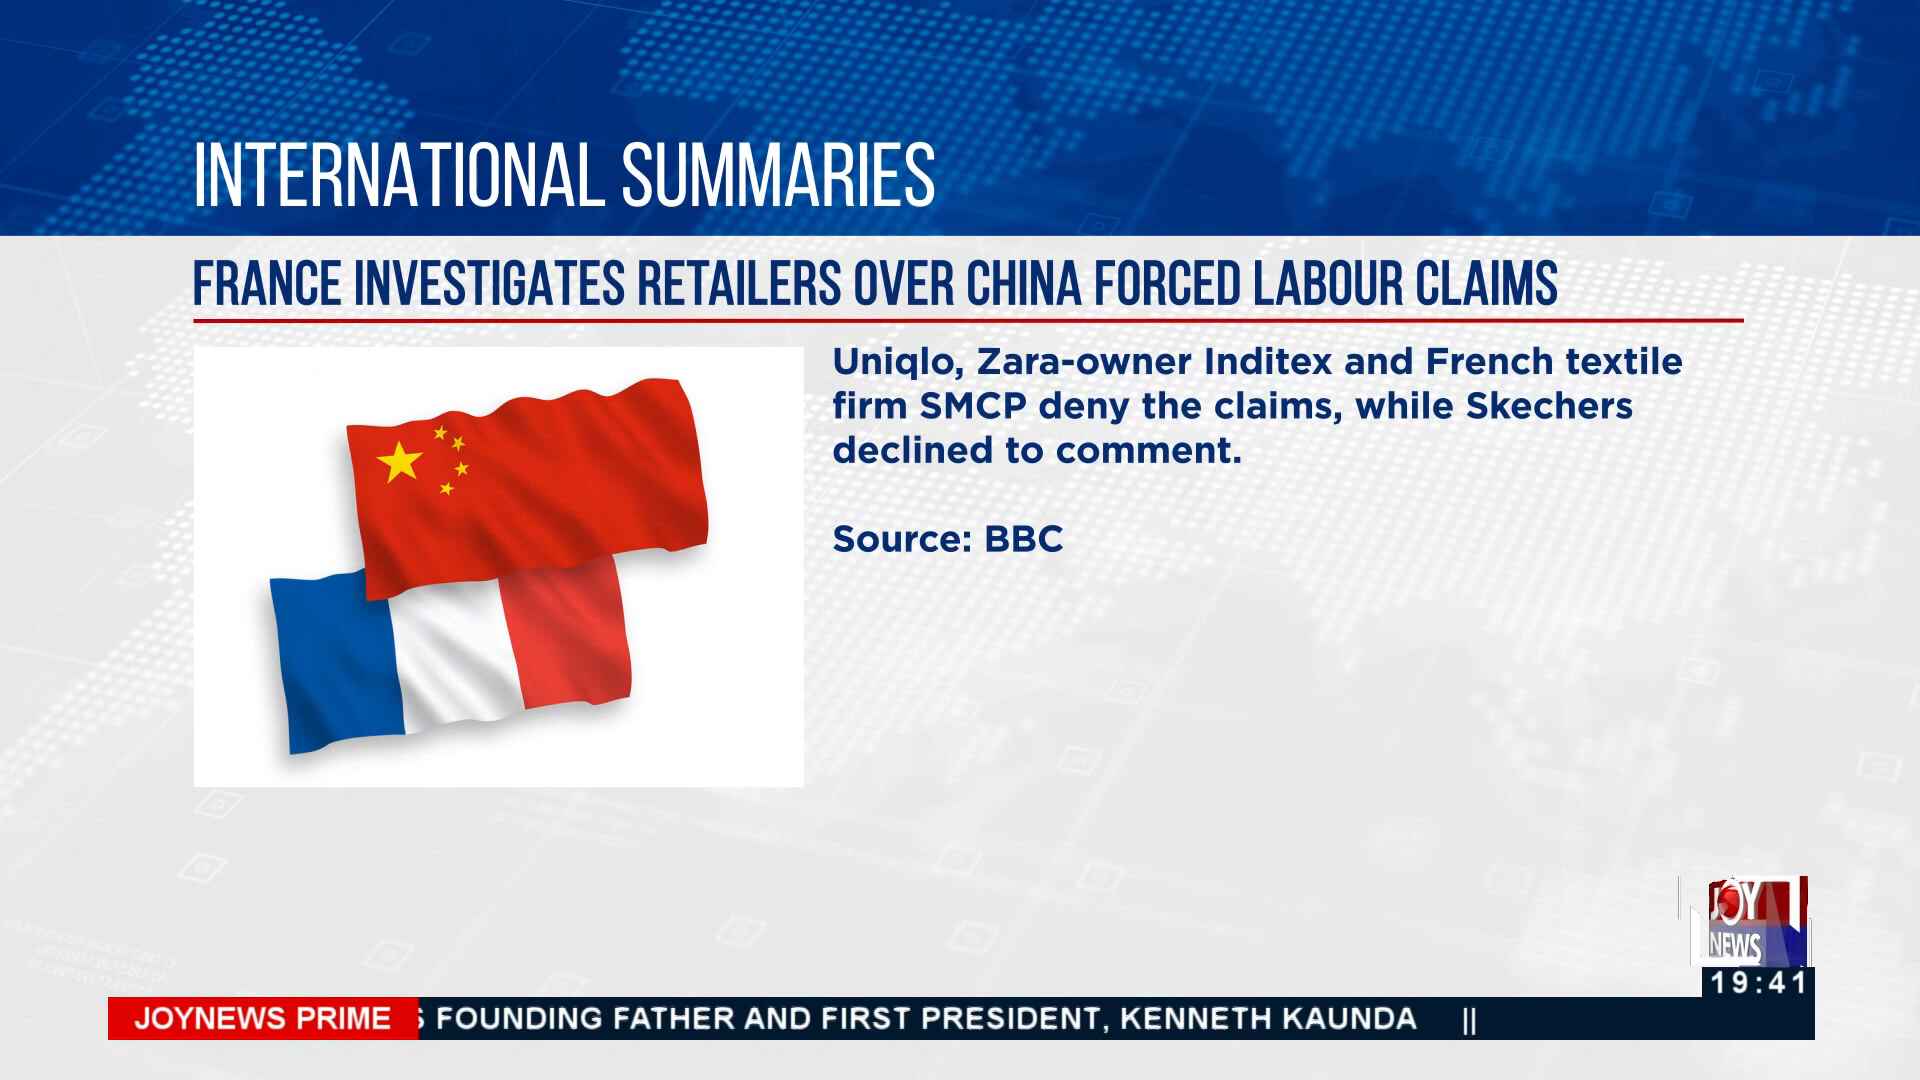 INTERNATIONAL SUMMARIES
FRANCE INVESTIGATES RETAILERS OVER CHINA FORCED LABOUR CLAIMS
Uniqlo, Zara-owner Inditex and French textile
firm SMCP deny the claims, while Skechers
declined to comment.
Source: BBC
JOY
NEWS
19:41
JOYNEWS PRIME
FOUNDING FATHER AND FIRST PRESIDENT, KENNETH KAUNDA ||